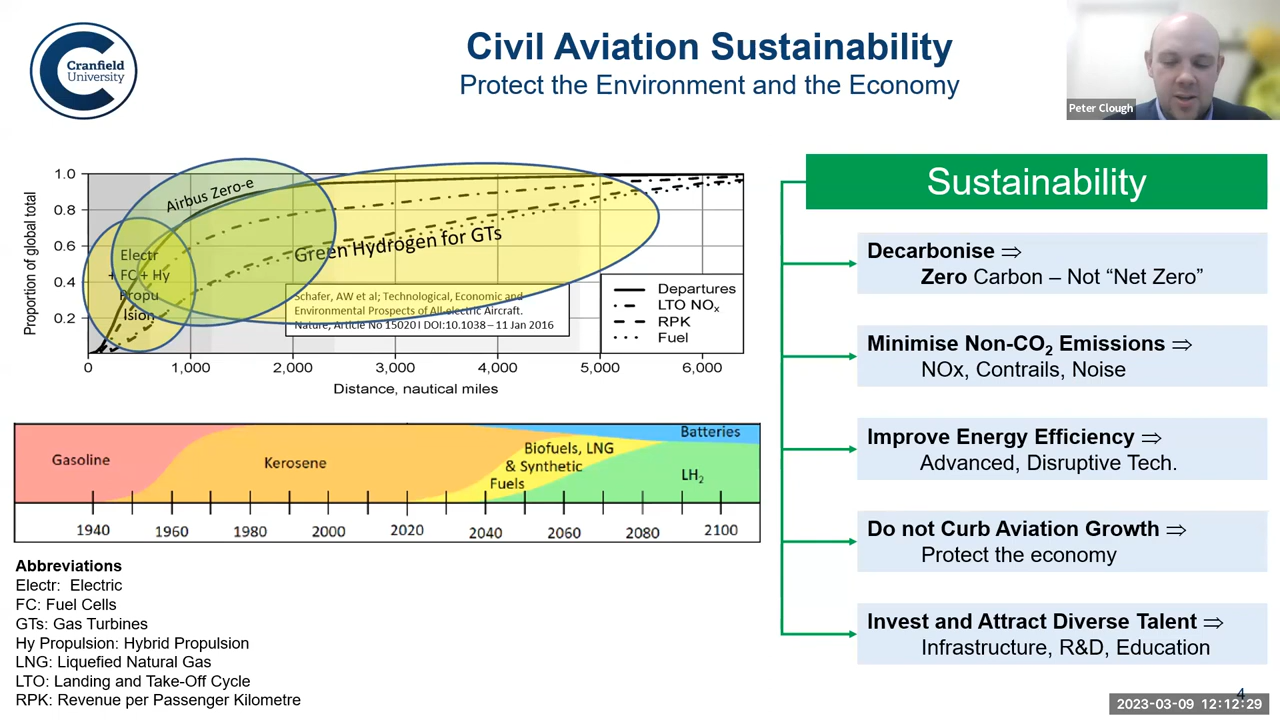 Cranfield
University
Civil Aviation Sustainability
Protect the Environment and the Economy
Peter Clough
Proportion of global total
1.0
0.8
0.6
0.4
0.2
0
1,000
2,000
3,000
4,000
5,000
6,000
Distance, nautical miles
Airbus Zero-e
Electr
+ FC + Hy
Propu
lsion
Green Hydrogen for GTs
Schafer, AW et al; Technological, Economic and
Environmental Prospects of All-electric Aircraft.
Nature, Article No 15020 I DOI:10.1038 – 11 Jan 2016
Departures
LTO NOx
RPK
Fuel
Gasoline
Kerosene
Biofuels, LNG
& Synthetic
Fuels
Batteries
LH2
1940
1960
1980
2000
2020
2040
2060
2080
2100
Abbreviations
Electr: Electric
FC: Fuel Cells
GTs: Gas Turbines
Hy Propulsion: Hybrid Propulsion
LNG: Liquefied Natural Gas
LTO: Landing and Take-Off Cycle
RPK: Revenue per Passenger Kilometre
Sustainability
Decarbonise ⇒
Zero Carbon – Not “Net Zero”
Minimise Non-CO2 Emissions ⇒
NOx, Contrails, Noise
Improve Energy Efficiency ⇒
Advanced, Disruptive Tech.
Do not Curb Aviation Growth ⇒
Protect the economy
Invest and Attract Diverse Talent ⇒
Infrastructure, R&D, Education
4
2023-03-09 12:12:29